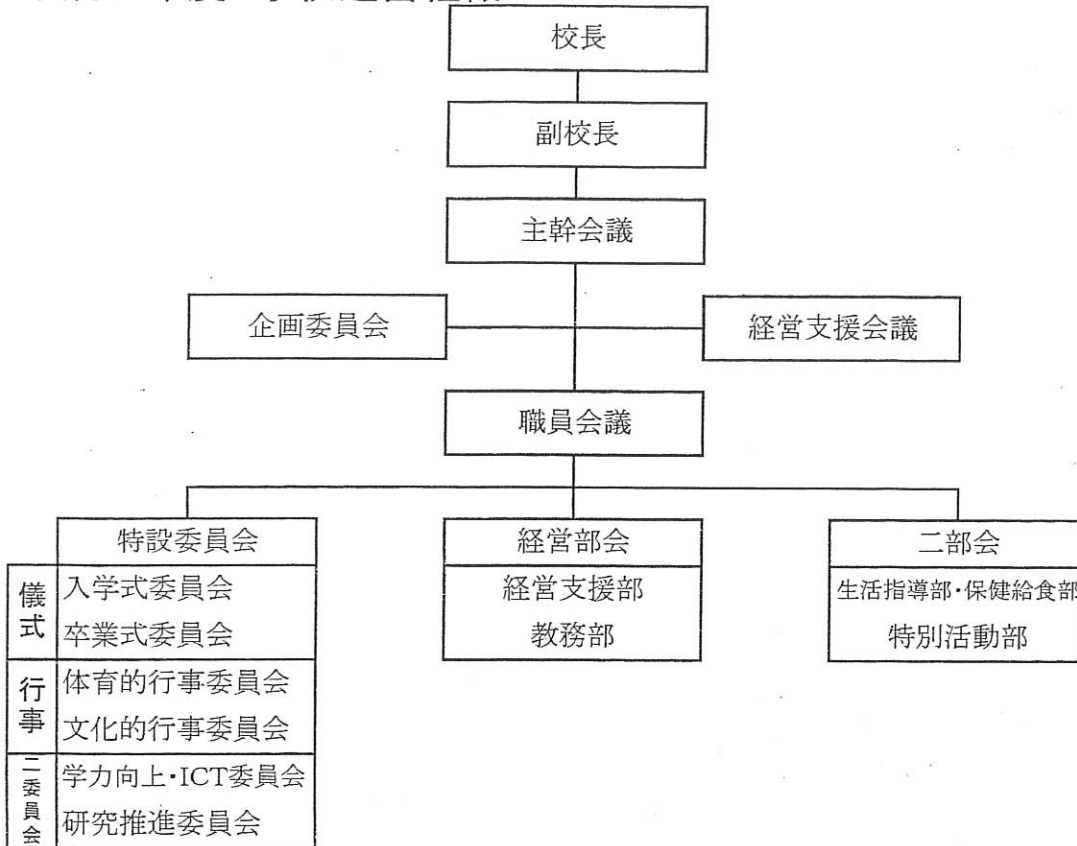 校長
副校長
主幹会議
企画委員会
経営支援会議
職員会議
特設委員会
儀式
入学式委員会
卒業式委員会
行事
体育的行事委員会
文化的行事委員会
二委員会
学力向上・ICT委員会
研究推進委員会
経営部会
経営支援部
教務部
二部会
生活指導部・保健給食部
特別活動部